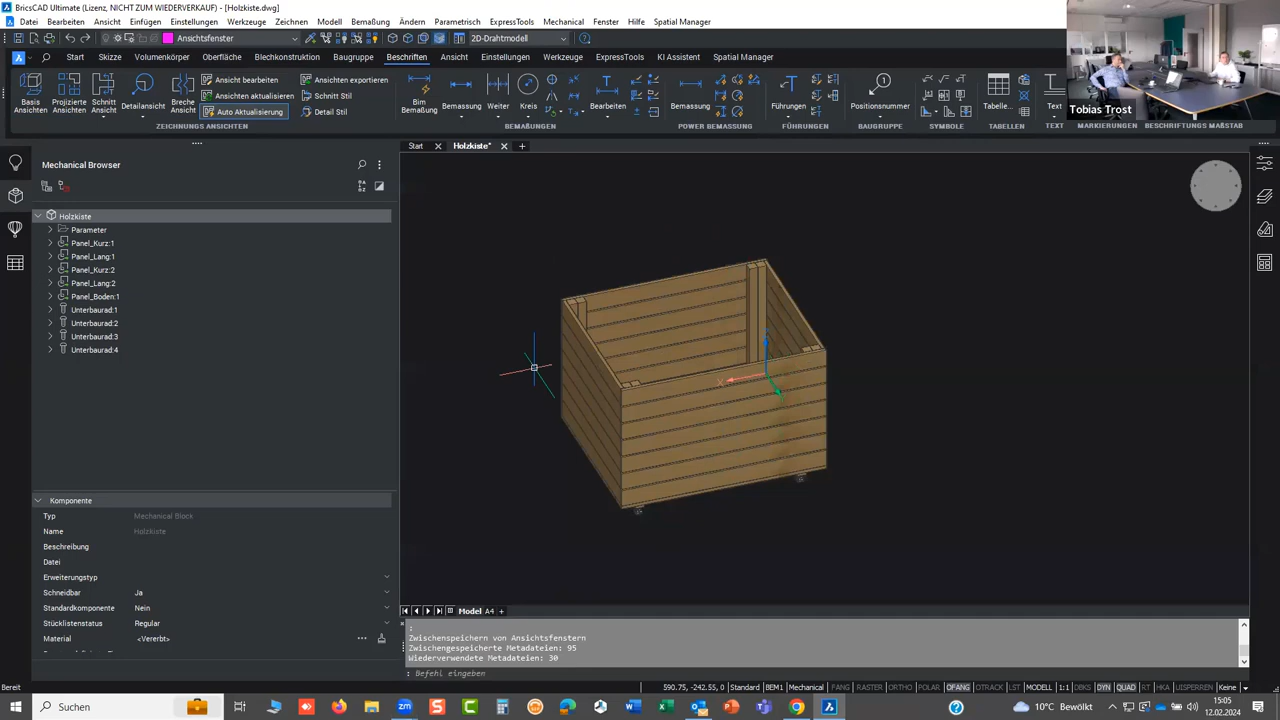 BricsCAD Ultimate (Lizenz, NICHT ZUM WIEDERVERKAUF) - [Holzkiste.dwg]
Datei Bearbeiten Ansicht Einfügen Einstellungen Werkzeuge Zeichnen Modell Bemaßung Ändern Parametrisch ExpressTools Mechanical Fenster Hilfe Spatial Manager
Ansichtsfenster 2D-Drahtmodell
Start Skizze Volumenkörper Oberfläche Blechkonstruktion Baugruppe Beschriften Ansicht Einstellungen Werkzeuge ExpressTools KI Assistent Spatial Manager
Basis Ansichten
Projizierte Ansichten
Schnitt Ansicht
Detailansicht
Breche Ansicht
Ansicht bearbeiten
Ansichten aktualisieren
Auto Aktualisierung
Ansichten exportieren
Schnitt Stil
Detail Stil
Bim Bemaßung
Bemassung
Weiter
Kreis
Bearbeiten
Bemassung
Führungen
Positionsnummer
Tabelle...
Text
ZEICHNUNGS ANSICHTEN BEMAßUNGEN POWER BEMASSUNG FÜHRUNGEN BAUGRUPPE SYMBOLE TABELLEN TEXT MARKIERUNGEN BESCHRIFTUNGS MAßSTAB
Tobias Trost
Start Holzkiste*
Mechanical Browser
Holzkiste
Parameter
Panel_Kurz:1
Panel_Lang:1
Panel_Kurz:2
Panel_Lang:2
Panel_Boden:1
Unterbaurad:1
Unterbaurad:2
Unterbaurad:3
Unterbaurad:4
Komponente
Typ Mechanical Block
Name Holzkiste
Beschreibung
Datei
Erweiterungstyp
Schneidbar Ja
Standardkomponente Nein
Stücklistenstatus Regular
Material <Vererbt>
X
Model A4 +
:
Zwischenspeichern von Ansichtsfenstern
Zwischengespeicherte Metadateien: 95
Wiederverwendete Metadateien: 30
: Befehl eingeben
Bereit 590.75, -242.55, 0 Standard BEM1 Mechanical FANG RASTER ORTHO POLAR OFANG OTRACK LST MODELL 1:1 DBKS DYN QUAD RT HKA UISPERREN Keine
Suchen
10°C Bewölkt
15:05
12.02.2024